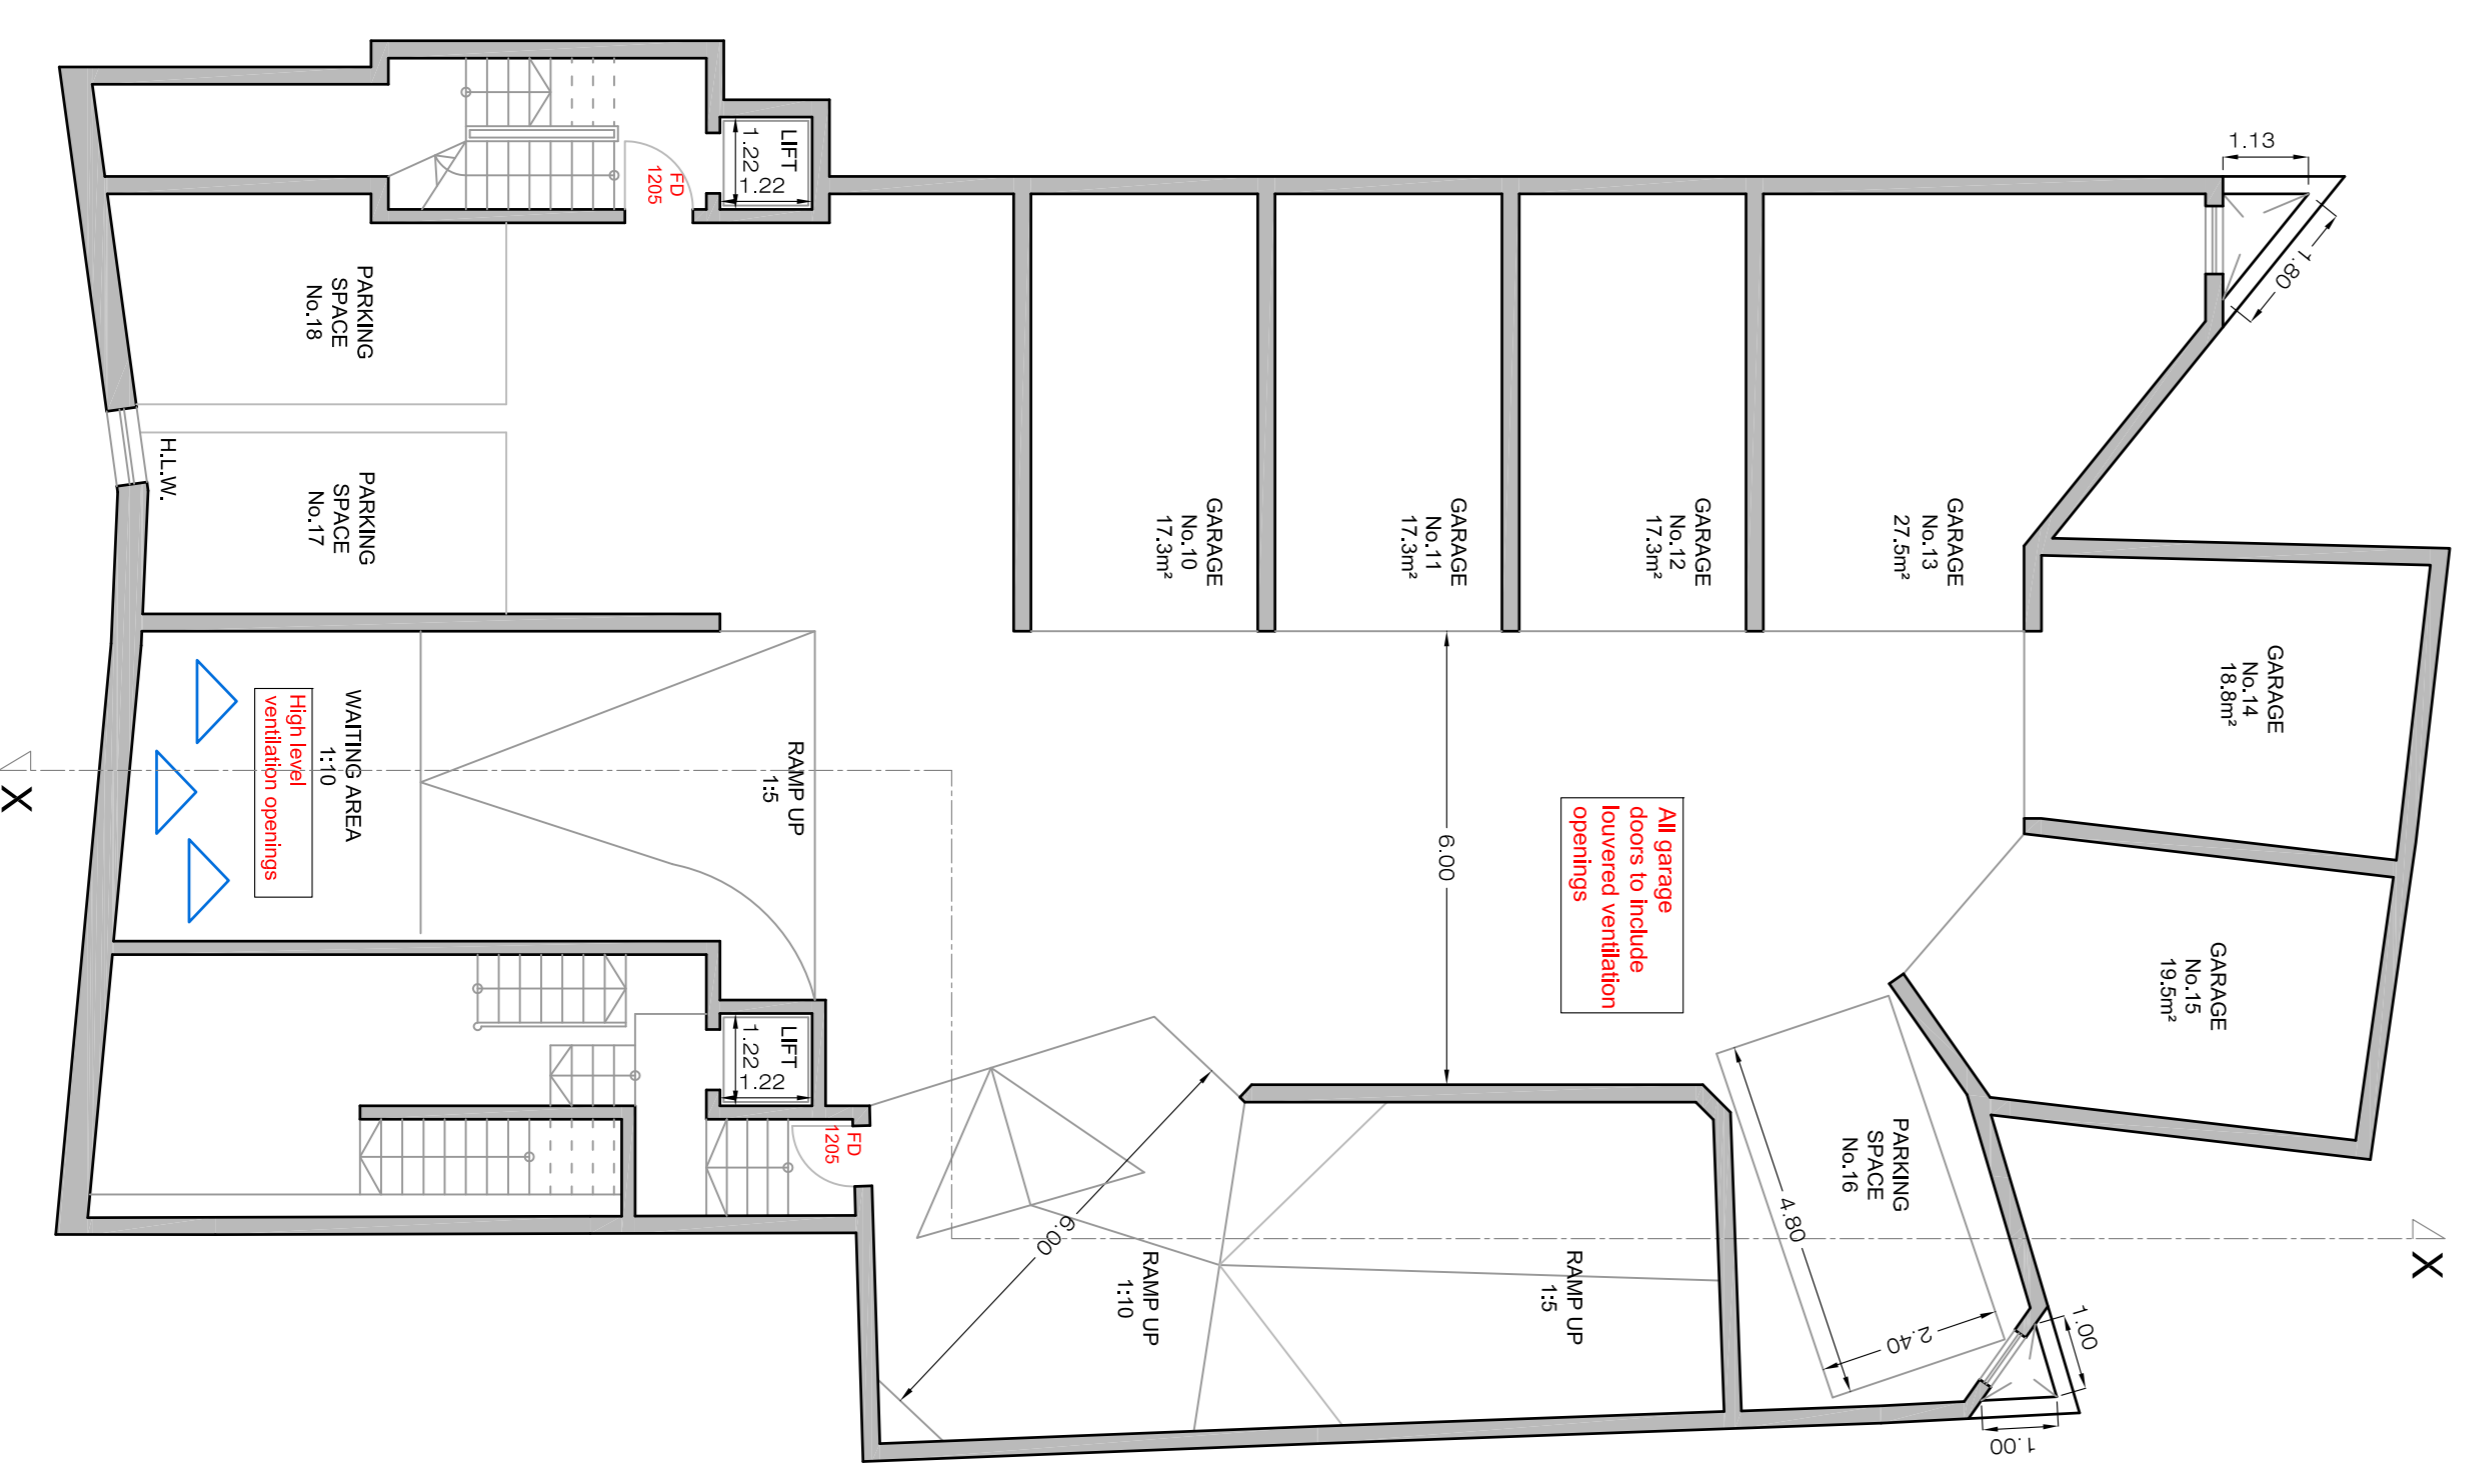 LIFT
1.22
1.22
FD
1205
PARKING
SPACE
No.18
PARKING
SPACE
No.17
H.L.W.
GARAGE
No.10
17.3m²
GARAGE
No.11
17.3m²
GARAGE
No.12
17.3m²
GARAGE
No.13
27.5m²
1.13
1.80
GARAGE
No.14
18.8m²
GARAGE
No.15
19.5m²
WAITING AREA
1:10
High level
ventilation openings
RAMP UP
1:5
6.00
All garage
doors to include
louvered ventilation
openings
X
LIFT
1.22
1.22
FD
1205
6.00
RAMP UP
1:10
RAMP UP
1:5
PARKING
SPACE
No.16
4.80
2.40
1.00
1.00
X